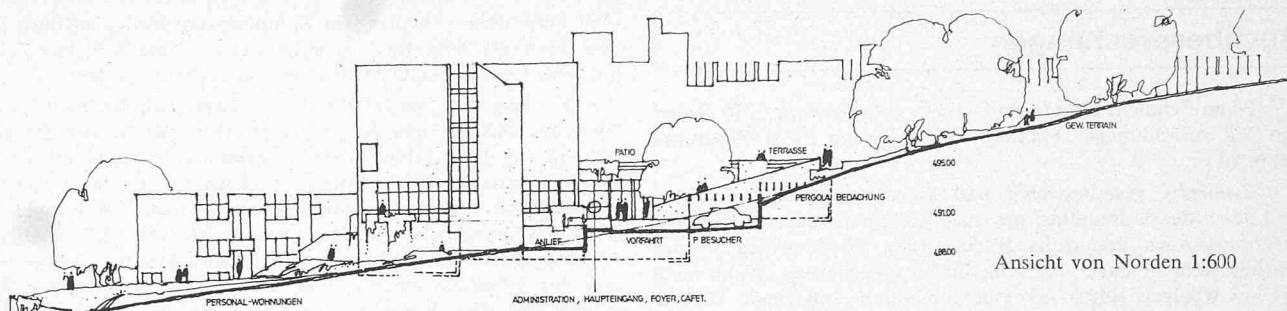 GEW. TERRAIN
PATIO
TERRASSE
495.00
PERGOLA/BEDACHUNG
491.00
ANLIEF.
VORFAHRT
P BESUCHER
488.00
Ansicht von Norden 1:600
PERSONAL-WOHNUNGEN
ADMINISTRATION, HAUPTEINGANG, FOYER, CAFET.